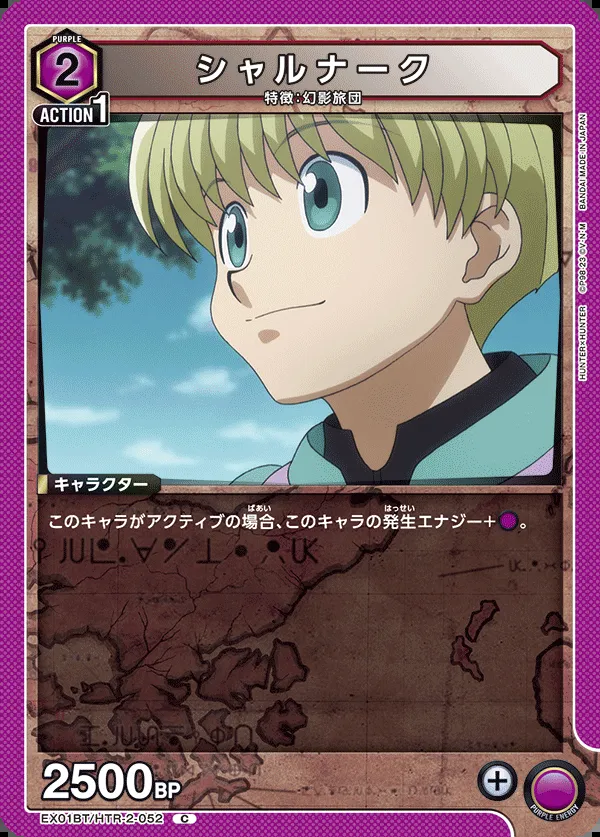 PURPLE
2
ACTION 1
シャルナーク
特徴:幻影旅団
HUNTER×HUNTER ©P98-23 ©V・N・M BANDAI MADE IN JAPAN
キャラクター
このキャラがアクティブの場合、このキャラの発生エナジー+。
ばあい
はっせい
2500BP
EX01BT/HTR-2-052 C
PURPLE ENERGY